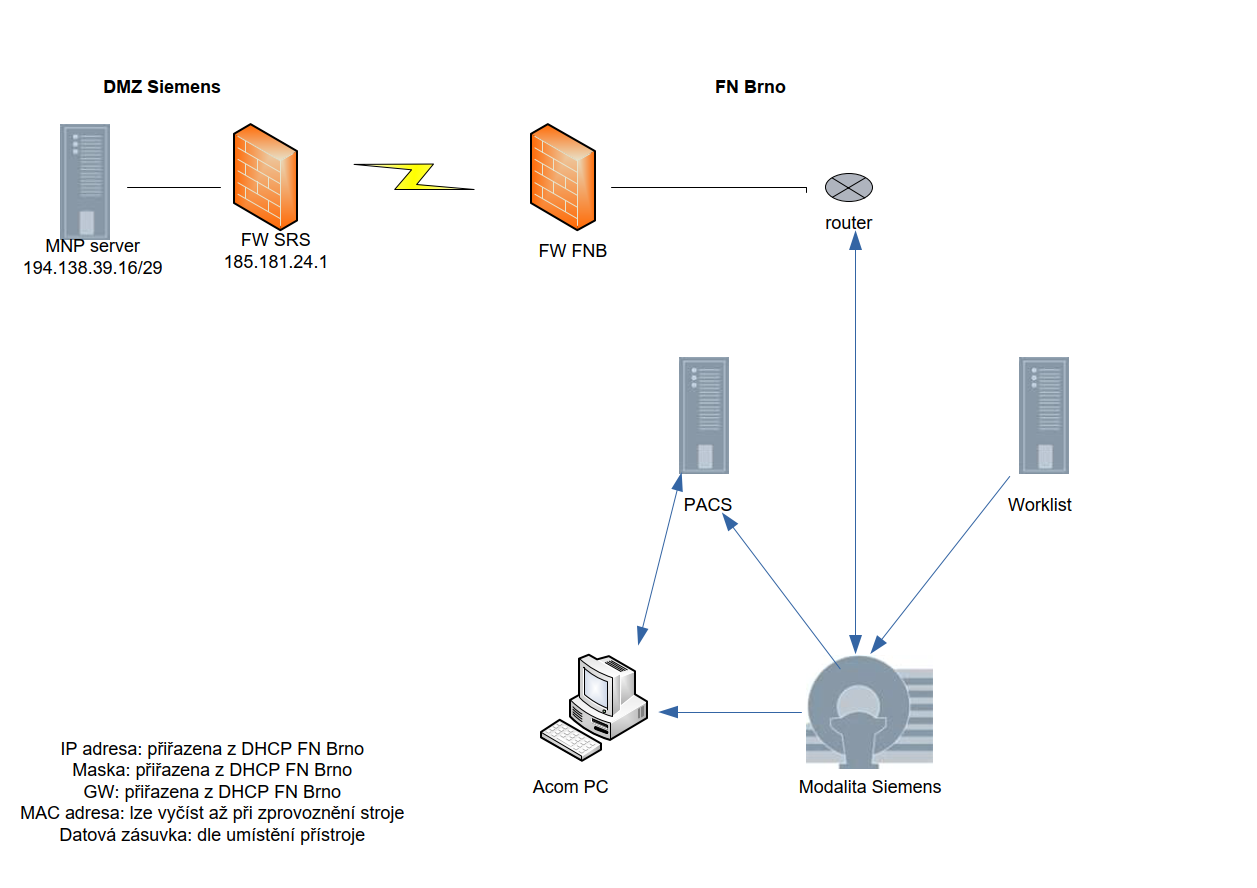 DMZ Siemens
FN Brno
MNP server
194.138.39.16/29
FW SRS
185.181.24.1
FW FNB
router
PACS
Worklist
Acom PC
Modalita Siemens
IP adresa: přiřazena z DHCP FN Brno
Maska: přiřazena z DHCP FN Brno
GW: přiřazena z DHCP FN Brno
MAC adresa: lze vyčíst až při zprovoznění stroje
Datová zásuvka: dle umístění přístroje